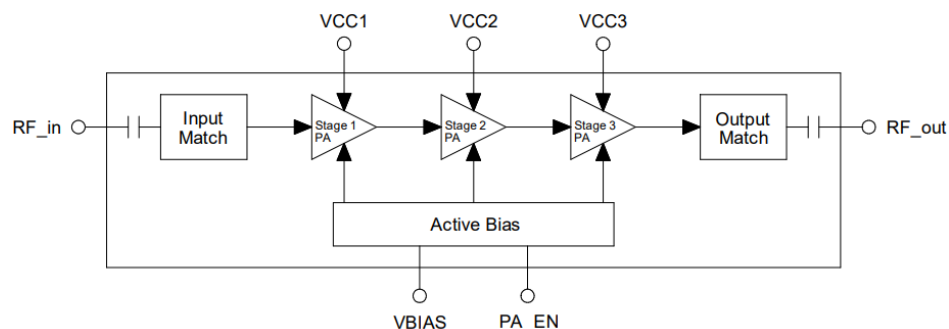 VCC1 VCC2 VCC3
RF_in
Input
Match
Stage 1
PA
Stage 2
PA
Stage 3
PA
Output
Match
RF_out
Active Bias
VBIAS PA_EN